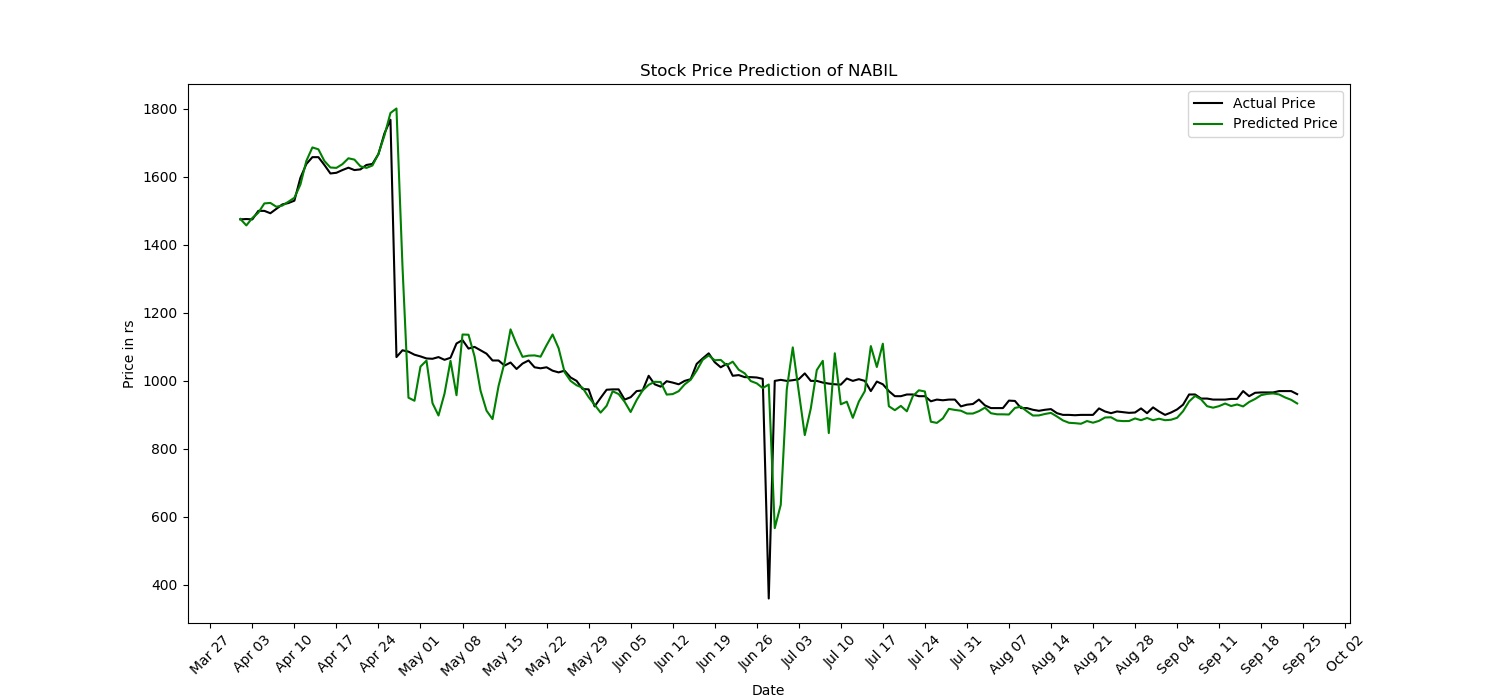 Stock Price Prediction of NABIL
Actual Price
Predicted Price
Price in rs
1800
1600
1400
1200
1000
800
600
400
Mar 27
Apr 03
Apr 10
Apr 17
Apr 24
May 01
May 08
May 15
May 22
May 29
Jun 05
Jun 12
Jun 19
Jun 26
Jul 03
Jul 10
Jul 17
Jul 24
Jul 31
Aug 07
Aug 14
Aug 21
Aug 28
Sep 04
Sep 11
Sep 18
Sep 25
Oct 02
Date